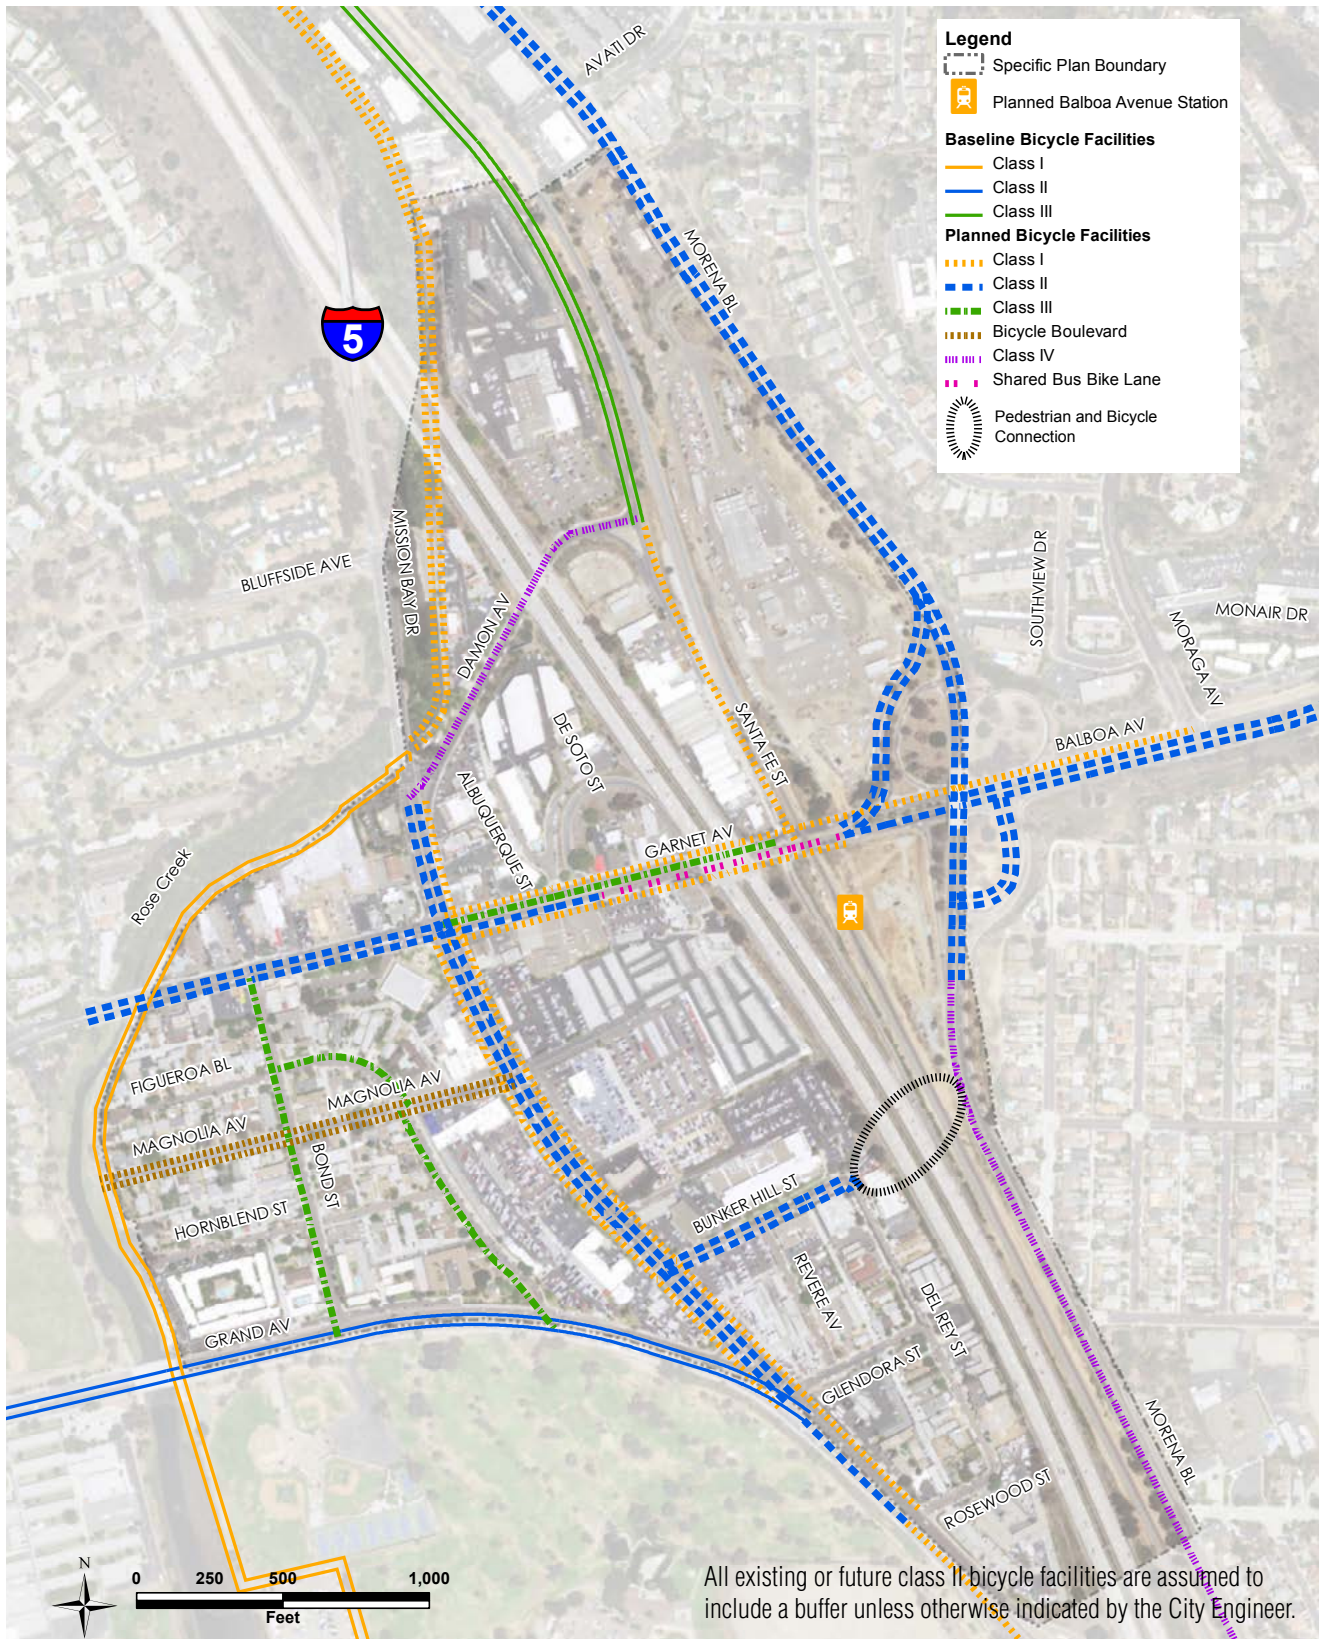 AVATI DR
Legend
Specific Plan Boundary
Planned Balboa Avenue Station
Baseline Bicycle Facilities
Class I
Class II
Class III
Planned Bicycle Facilities
Class I
Class II
Class III
Bicycle Boulevard
Class IV
Shared Bus Bike Lane
Pedestrian and Bicycle
Connection
MORENA BL
5
MISSION BAY DR
BLUFFSIDE AVE
DAMON AV
SOUTHVIEW DR
MONAIR DR
MORAGA AV
BALBOA AV
SANTA FE ST
DE SOTO ST
ALBUQUERQUE ST
GARNET AV
Rose Creek
FIGUEROA BL
MAGNOLIA AV
MAGNOLIA AV
BOND ST
HORNBLEND ST
GRAND AV
BUNKER HILL ST
REVERE AV
DEL REY ST
GLENDORA ST
MORENA BL
ROSEWOOD ST
N
0 250 500 1,000
Feet
All existing or future class II bicycle facilities are assumed to
include a buffer unless otherwise indicated by the City Engineer.